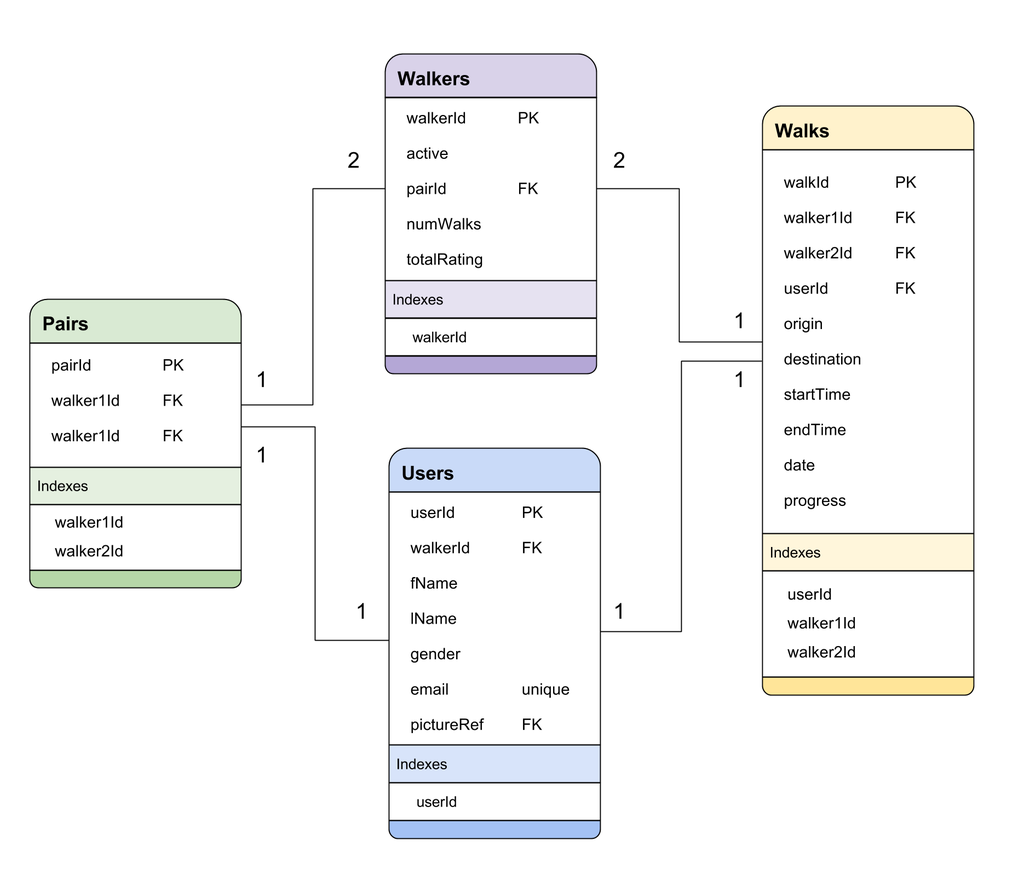 Walkers
walkerId PK
active
pairId FK
numWalks
totalRating
Indexes
walkerId
2
2
Walks
walkId PK
walker1Id FK
walker2Id FK
userId FK
origin
destination
startTime
endTime
date
progress
Indexes
userId
walker1Id
walker2Id
1
1
Pairs
pairId PK
walker1Id FK
walker1Id FK
Indexes
walker1Id
walker2Id
1
1
Users
userId PK
walkerId FK
fName
lName
gender
email unique
pictureRef FK
Indexes
userId
1
1